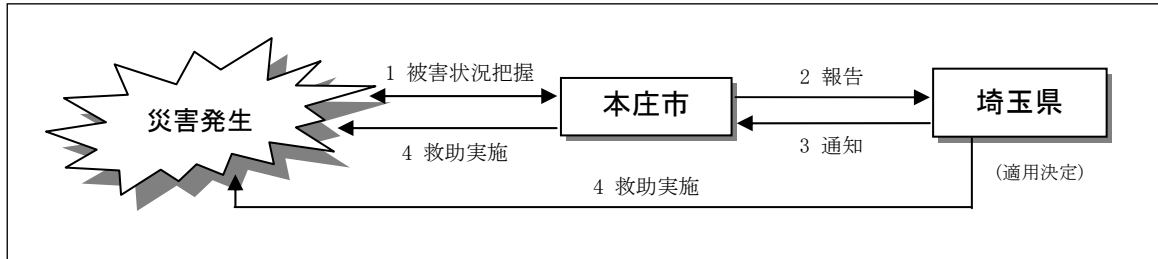 1 被害状況把握
災害発生
本庄市
2 報告
埼玉県
4 救助実施
3 通知
(適用決定)
4 救助実施